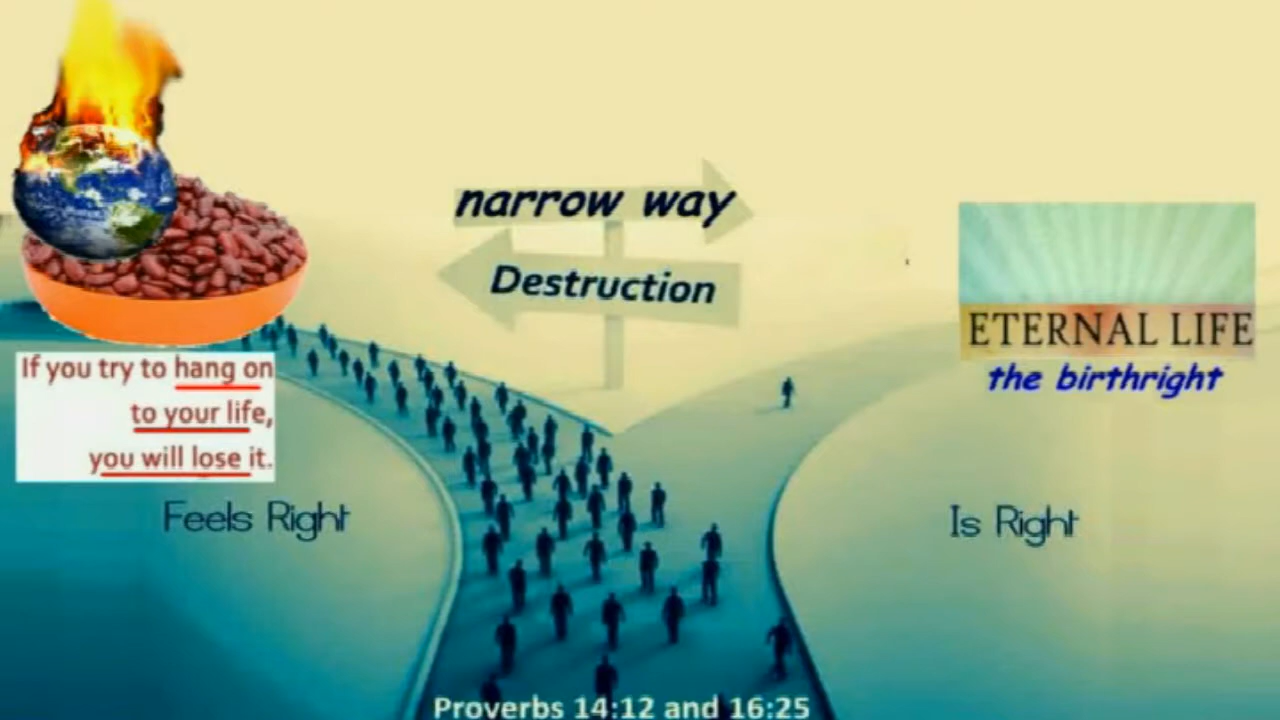 narrow way
Destruction
ETERNAL LIFE
the birthright
If you try to hang on
to your life,
you will lose it.
Feels Right
Is Right
Proverbs 14:12 and 16:25